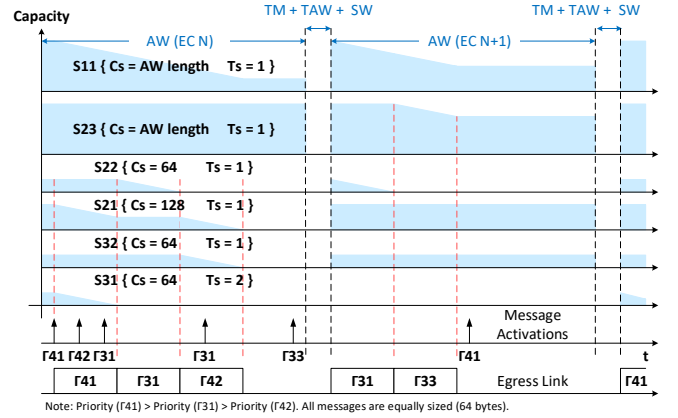 TM + TAW + SW
TM + TAW + SW
Capacity
AW (EC N)
AW (EC N+1)
S11 { Cs = AW length Ts = 1 }
S23 { Cs = AW length Ts = 1 }
S22 { Cs = 64 Ts = 1 }
S21 { Cs = 128 Ts = 1 }
S32 { Cs = 64 Ts = 1 }
S31 { Cs = 64 Ts = 2 }
Message
Activations
Γ41 Γ42 Γ31 Γ31 Γ33 Γ41 t
Γ41 Γ31 Γ42 Γ31 Γ33 Egress Link Γ41
Note: Priority (Γ41) > Priority (Γ31) > Priority (Γ42). All messages are equally sized (64 bytes).